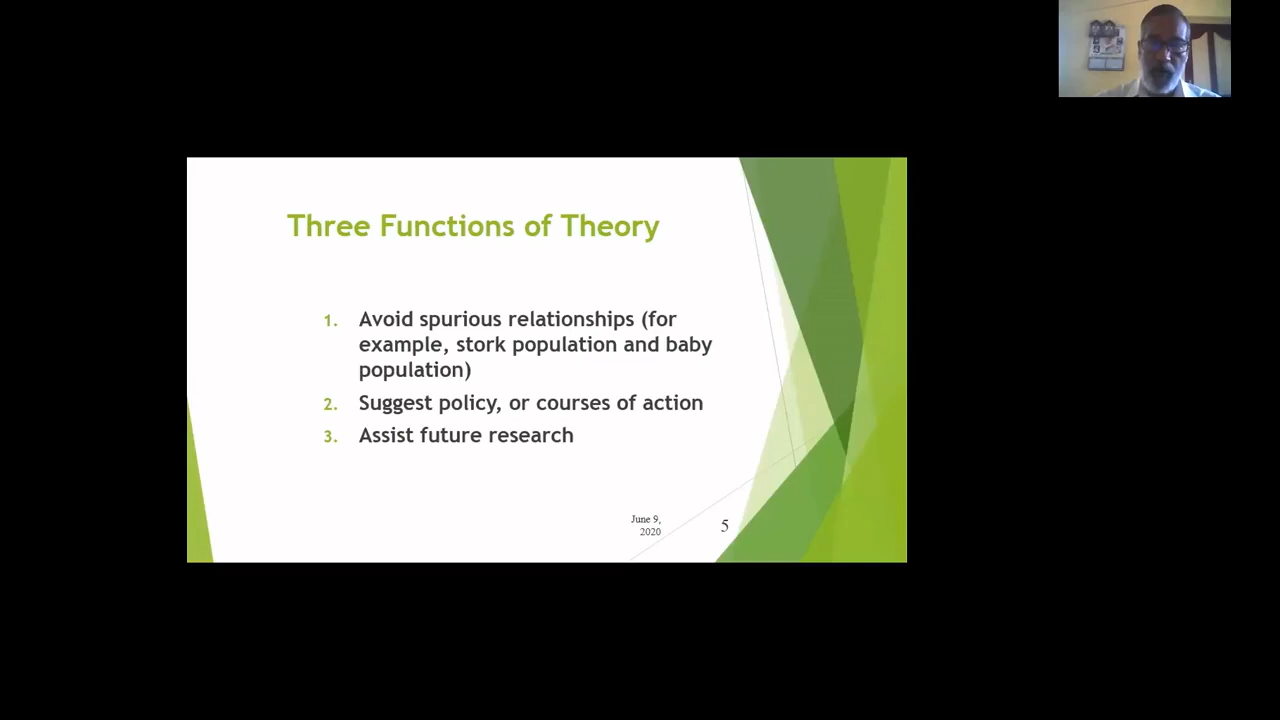 Three Functions of Theory
1. Avoid spurious relationships (for
example, stork population and baby
population)
2. Suggest policy, or courses of action
3. Assist future research
June 9,
2020
5